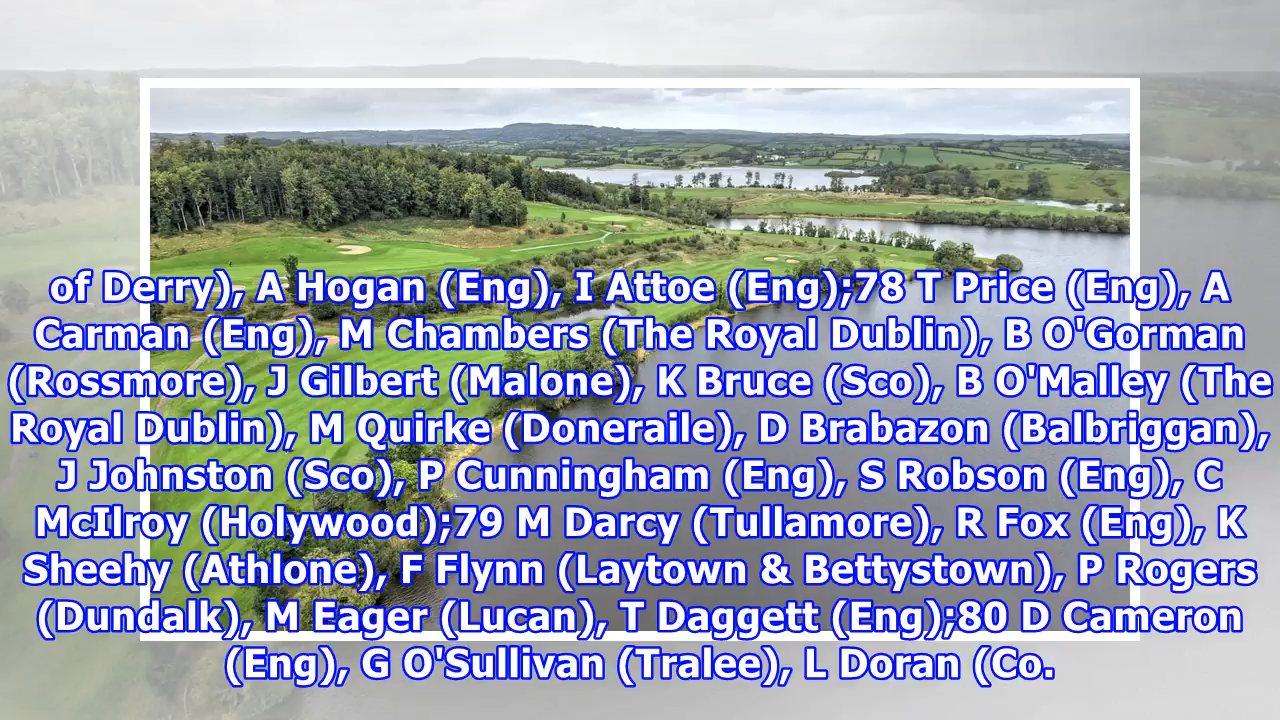 of Derry), A Hogan (Eng), I Attoe (Eng);78 T Price (Eng), A
Carman (Eng), M Chambers (The Royal Dublin), B O'Gorman
(Rossmore), J Gilbert (Malone), K Bruce (Sco), B O'Malley (The
Royal Dublin), M Quirke (Doneraile), D Brabazon (Balbriggan),
J Johnston (Sco), P Cunningham (Eng), S Robson (Eng), C
McIlroy (Holywood);79 M Darcy (Tullamore), R Fox (Eng), K
Sheehy (Athlone), F Flynn (Laytown & Bettystown), P Rogers
(Dundalk), M Eager (Lucan), T Daggett (Eng);80 D Cameron
(Eng), G O'Sullivan (Tralee), L Doran (Co.